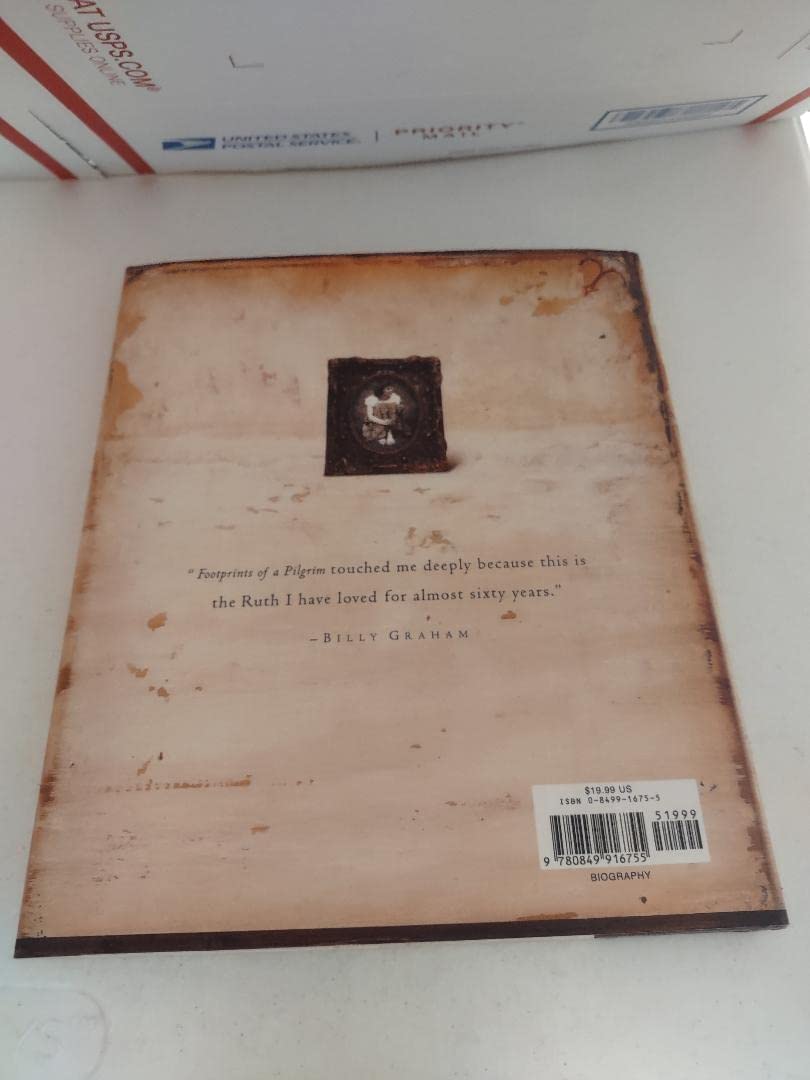 AT USPS.COM®
SUPPLIES ONLINE
UNITED STATES
POSTAL SERVICE®
PRIORITY®
MAIL
“Footprints of a Pilgrim touched me deeply because this is
the Ruth I have loved for almost sixty years.”
–BILLY GRAHAM
$19.99 US
ISBN 0-8499-1675-5
51999
9 780849 916755
BIOGRAPHY